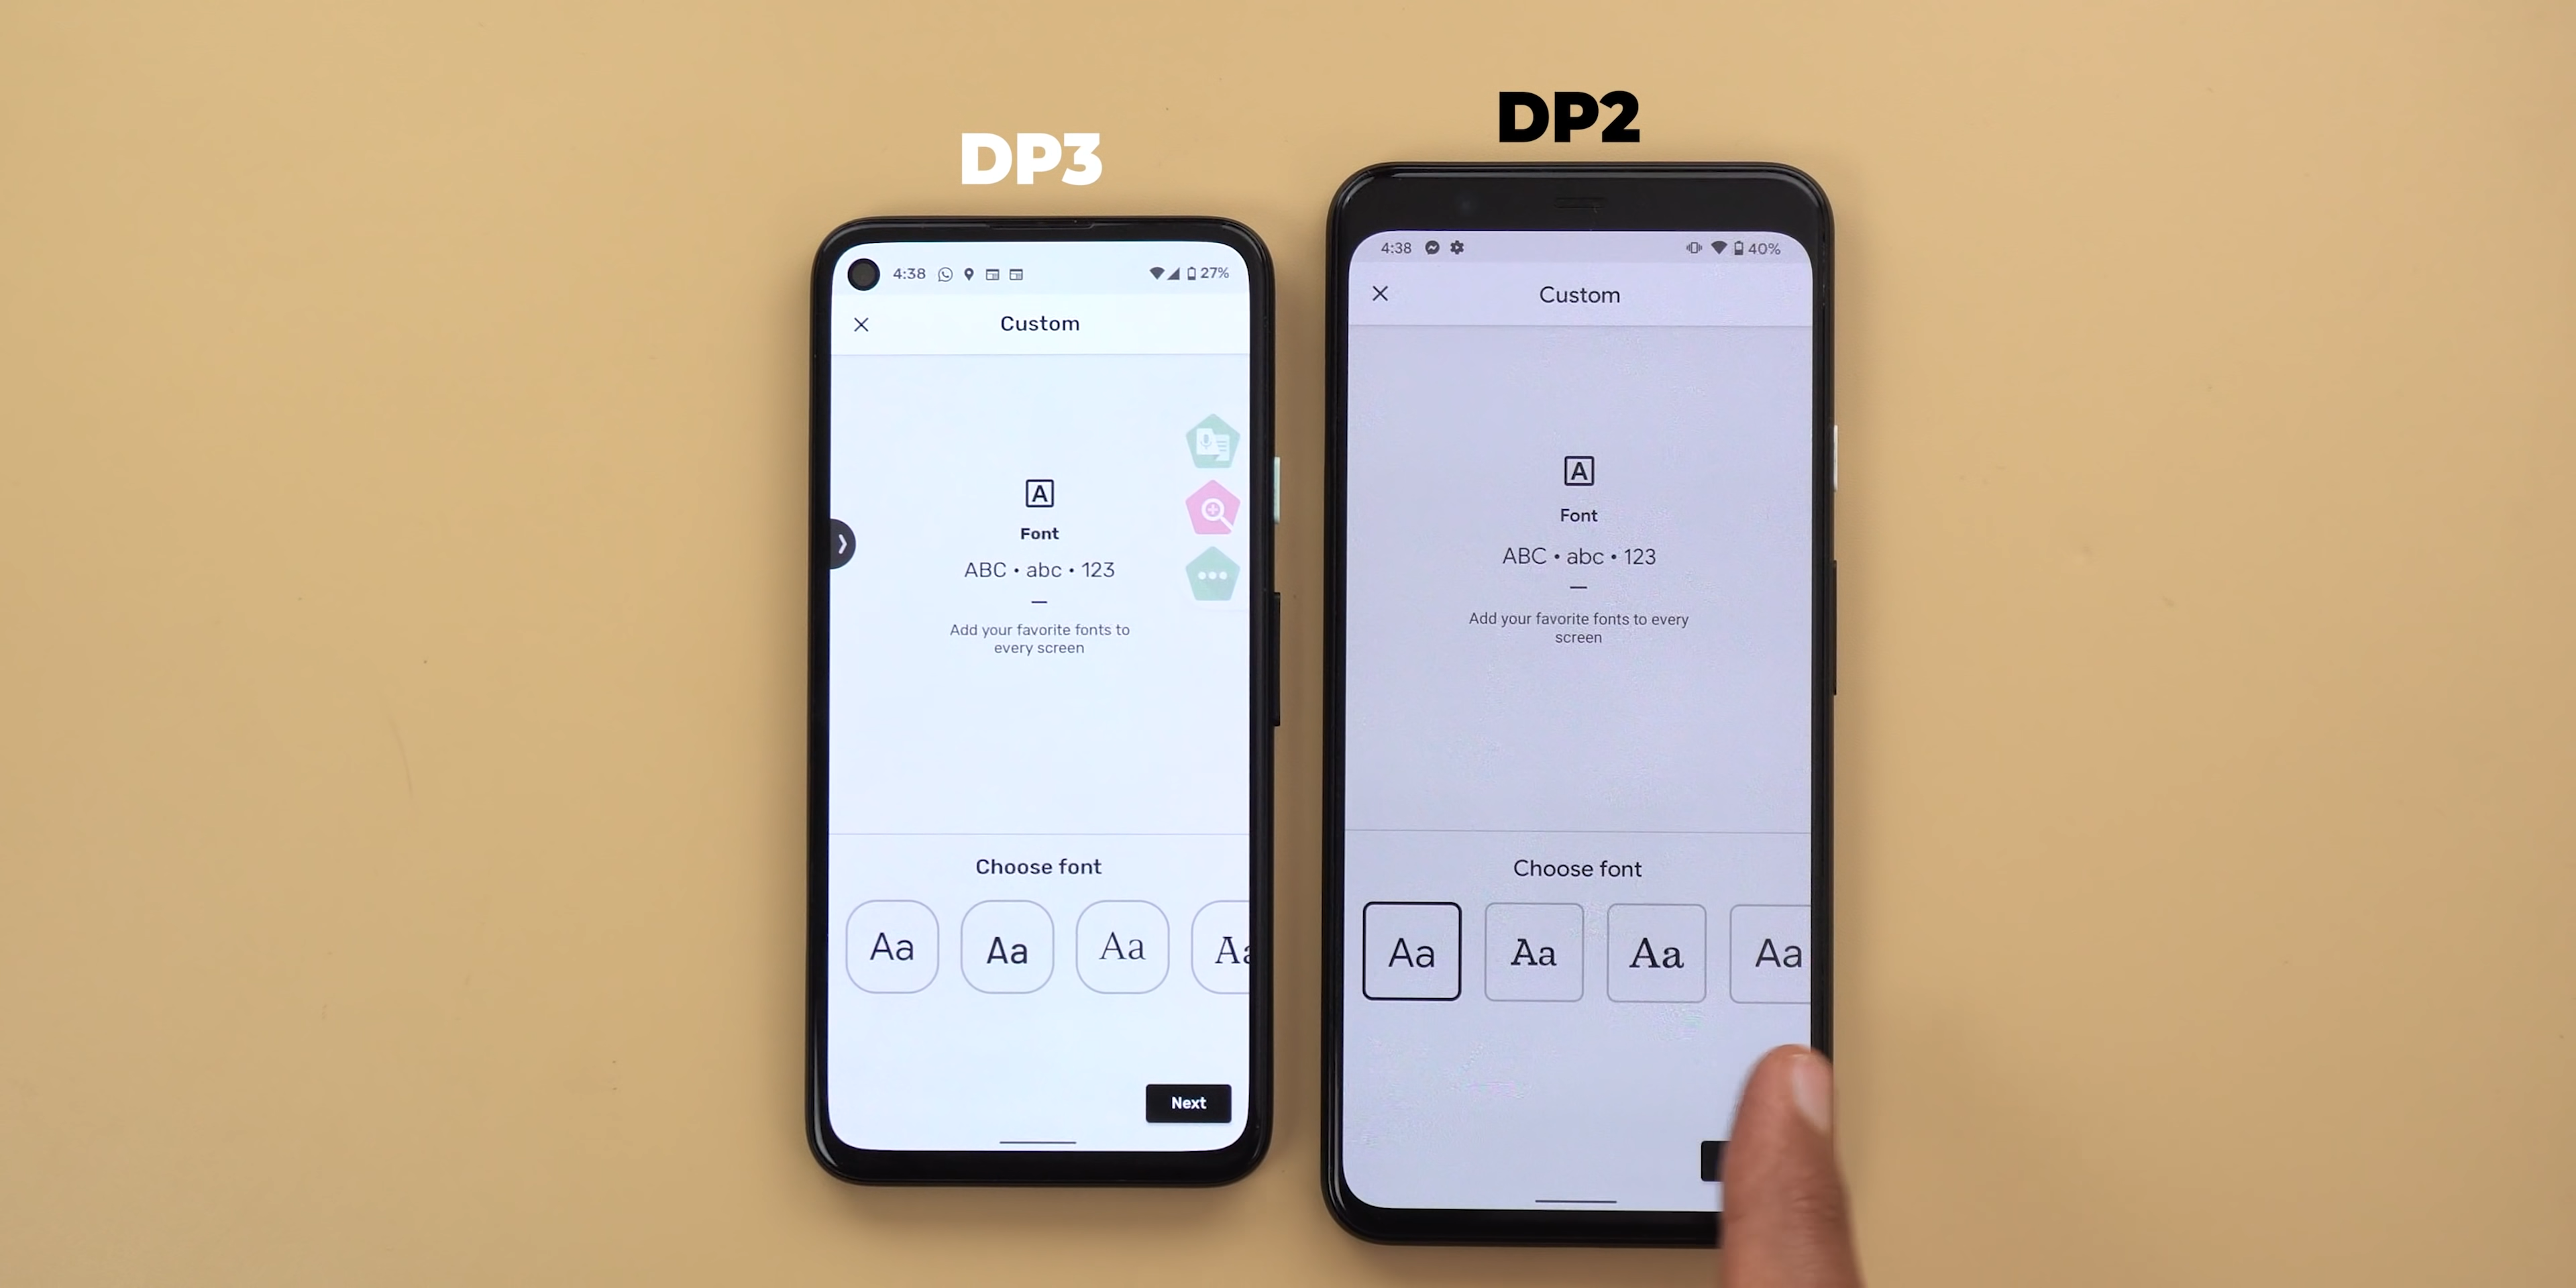 DP3
4:38
27%
Custom
A
Font
ABC • abc • 123
Add your favorite fonts to
every screen
Choose font
Aa Aa Aa Aa
Next
DP2
4:38
40%
Custom
A
Font
ABC • abc • 123
Add your favorite fonts to every
screen
Choose font
Aa Aa Aa Aa